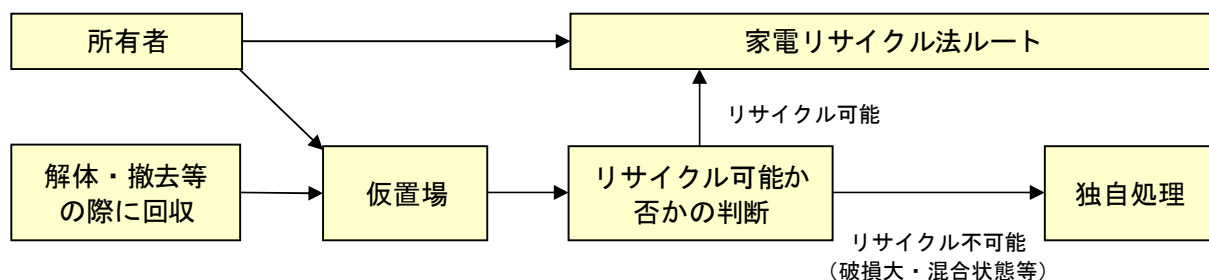 所有者
家電リサイクル法ルート
リサイクル可能
解体・撤去等
の際に回収
仮置場
リサイクル可能か
否かの判断
独自処理
リサイクル不可能
（破損大・混合状態等）